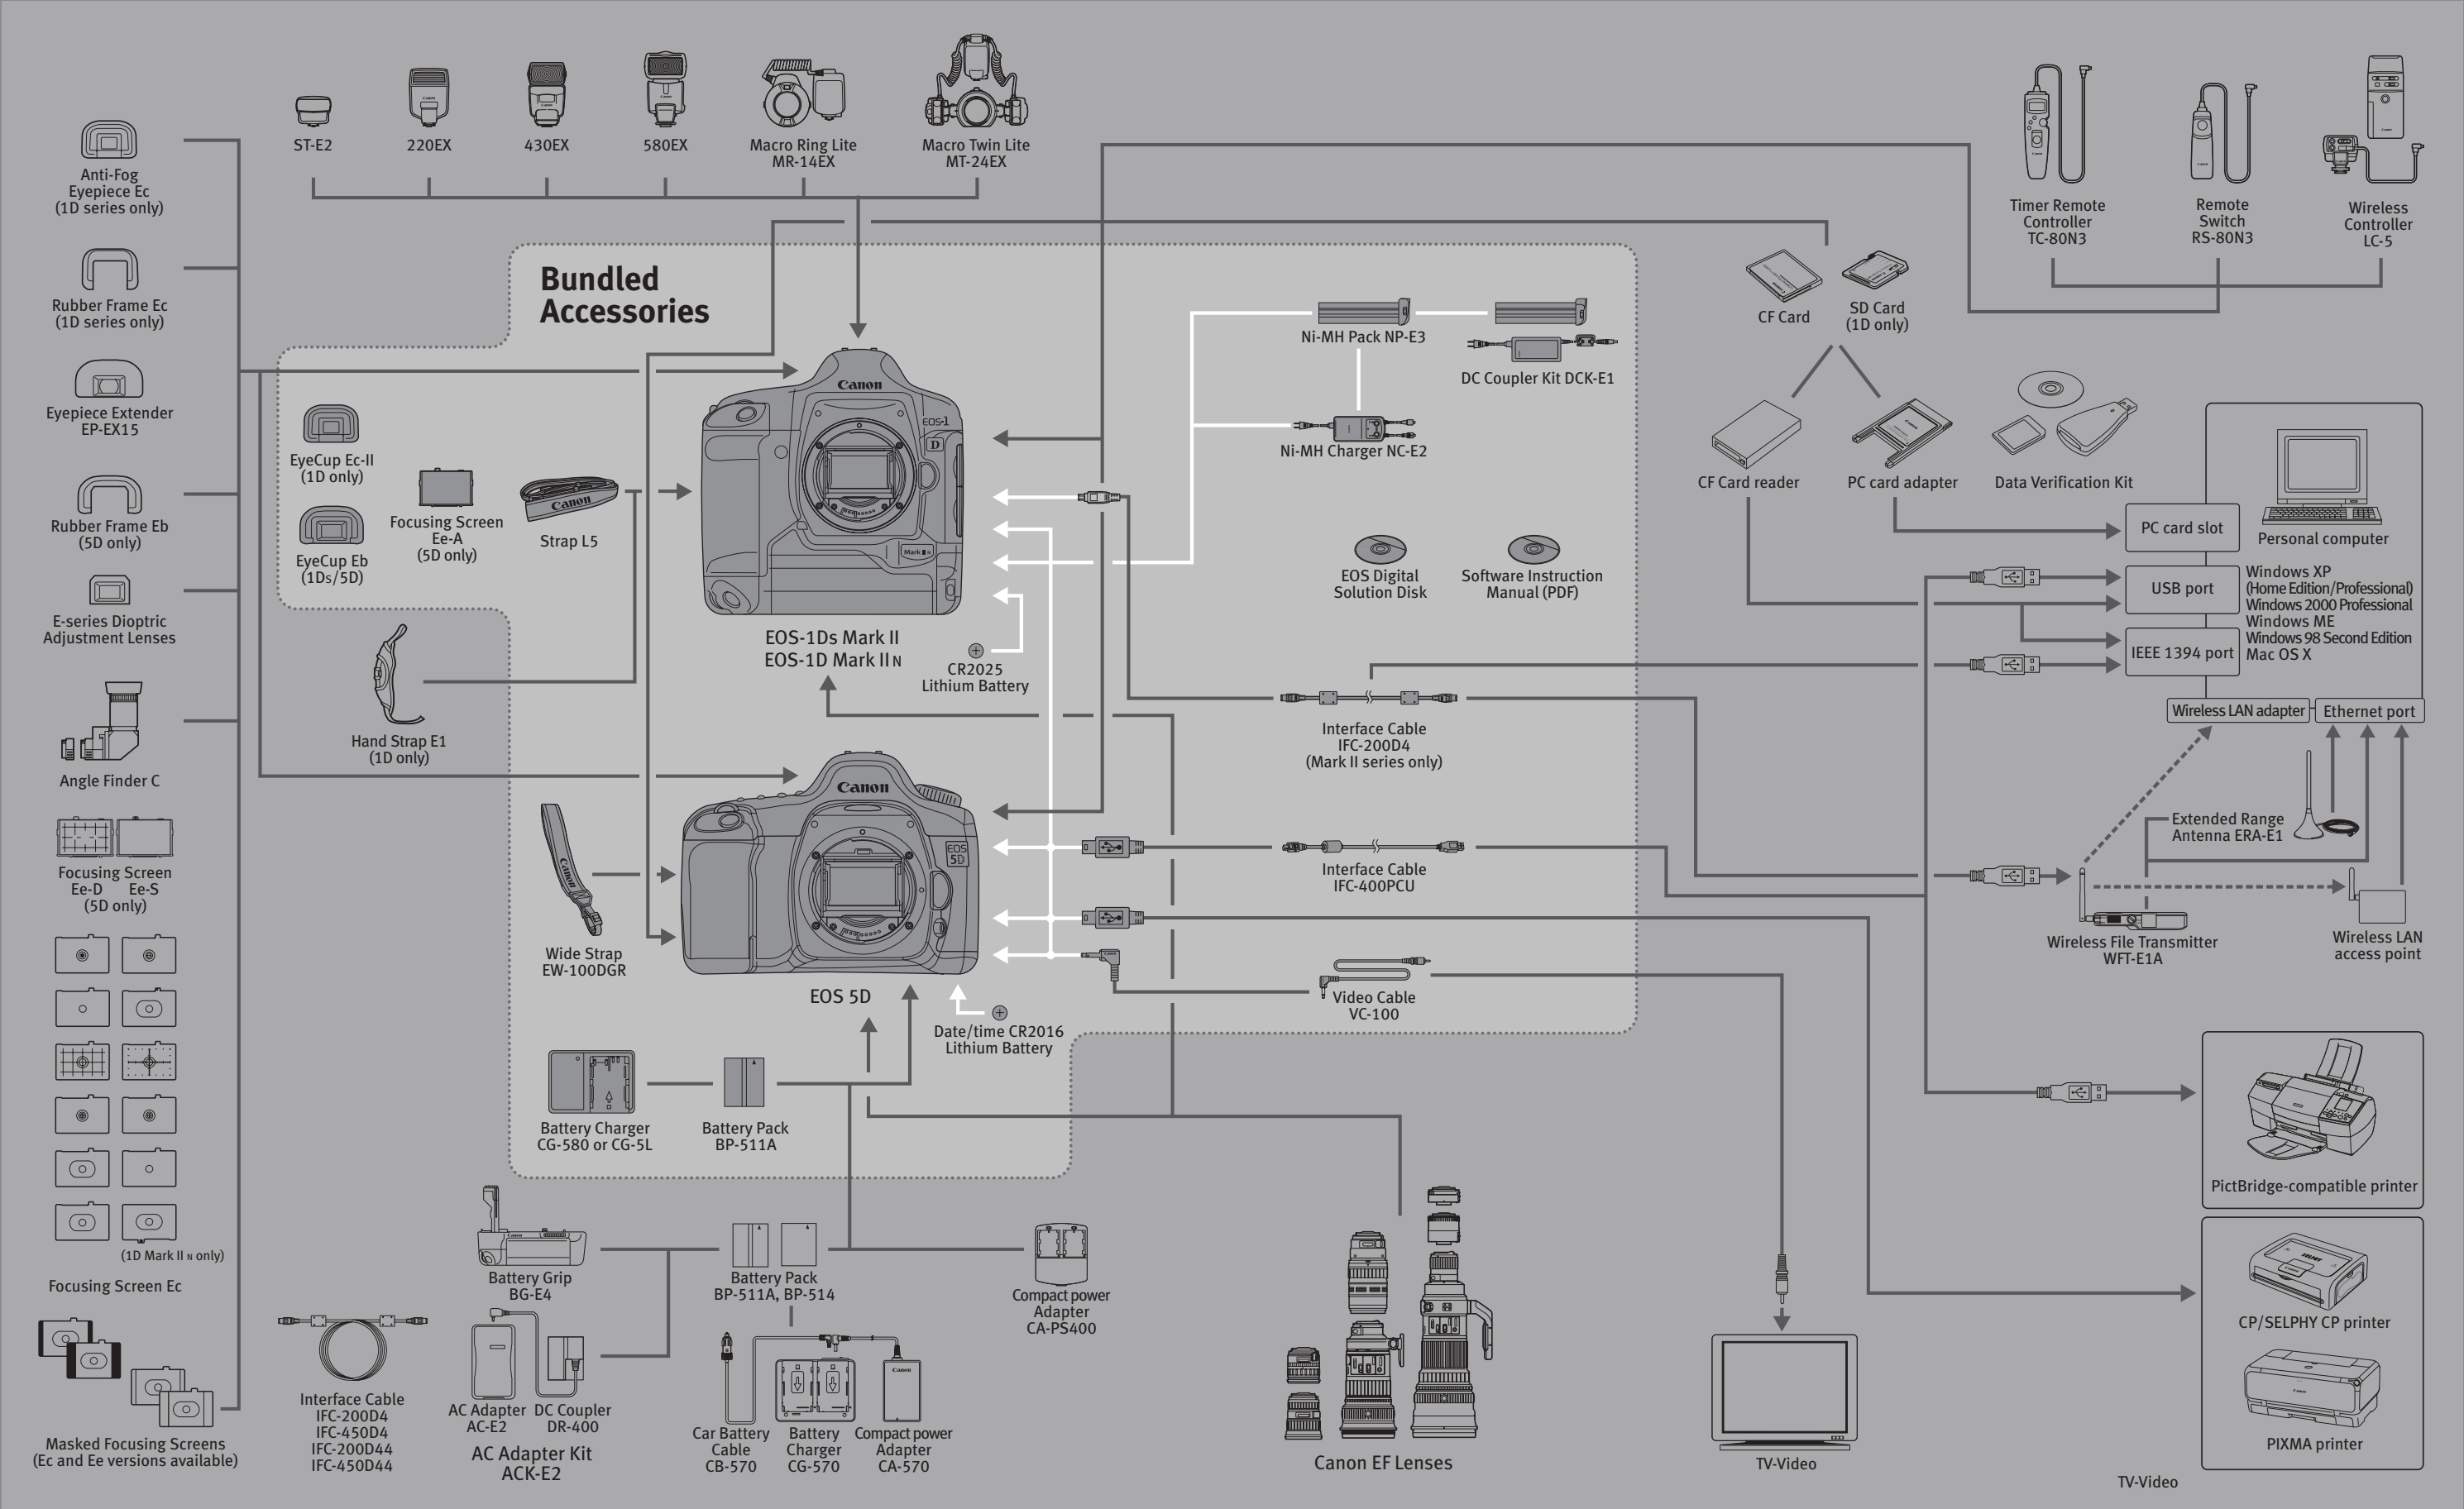 ST-E2
220EX
430EX
580EX
Macro Ring Lite
MR-14EX
Macro Twin Lite
MT-24EX
Anti-Fog
Eyepiece Ec
(1D series only)
Rubber Frame Ec
(1D series only)
Eyepiece Extender
EP-EX15
Rubber Frame Eb
(5D only)
E-series Dioptric
Adjustment Lenses
Angle Finder C
Focusing Screen
Ee-D Ee-S
(5D only)
(1D Mark II N only)
Focusing Screen Ec
Masked Focusing Screens
(Ec and Ee versions available)
Timer Remote
Controller
TC-80N3
Remote
Switch
RS-80N3
Wireless
Controller
LC-5
Bundled
Accessories
EyeCup Ec-II
(1D only)
EyeCup Eb
(1Ds/5D)
Focusing Screen
Ee-A
(5D only)
Canon
Strap L5
Hand Strap E1
(1D only)
Canon
EOS-1
D
Mark II N
EOS-1Ds Mark II
EOS-1D Mark II N
CR2025
Lithium Battery
Ni-MH Pack NP-E3
DC Coupler Kit DCK-E1
Ni-MH Charger NC-E2
EOS Digital
Solution Disk
Software Instruction
Manual (PDF)
Interface Cable
IFC-200D4
(Mark II series only)
Canon
Wide Strap
EW-100DGR
Canon
EOS
5D
EOS 5D
Date/time CR2016
Lithium Battery
Interface Cable
IFC-400PCU
Video Cable
VC-100
Battery Charger
CG-580 or CG-5L
Battery Pack
BP-511A
CF Card
SD Card
(1D only)
CF Card reader
PC card adapter
Data Verification Kit
PC card slot
Personal computer
USB port
IEEE 1394 port
Windows XP
(Home Edition/Professional)
Windows 2000 Professional
Windows ME
Windows 98 Second Edition
Mac OS X
Wireless LAN adapter
Ethernet port
Extended Range
Antenna ERA-E1
Wireless File Transmitter
WFT-E1A
Wireless LAN
access point
PictBridge-compatible printer
CP/SELPHY CP printer
PIXMA printer
TV-Video
Interface Cable
IFC-200D4
IFC-450D4
IFC-200D44
IFC-450D44
Battery Grip
BG-E4
AC Adapter
AC-E2
DC Coupler
DR-400
AC Adapter Kit
ACK-E2
Battery Pack
BP-511A, BP-514
Car Battery
Cable
CB-570
Battery
Charger
CG-570
Canon
Compact power
Adapter
CA-570
Compact power
Adapter
CA-PS400
Canon EF Lenses
TV-Video